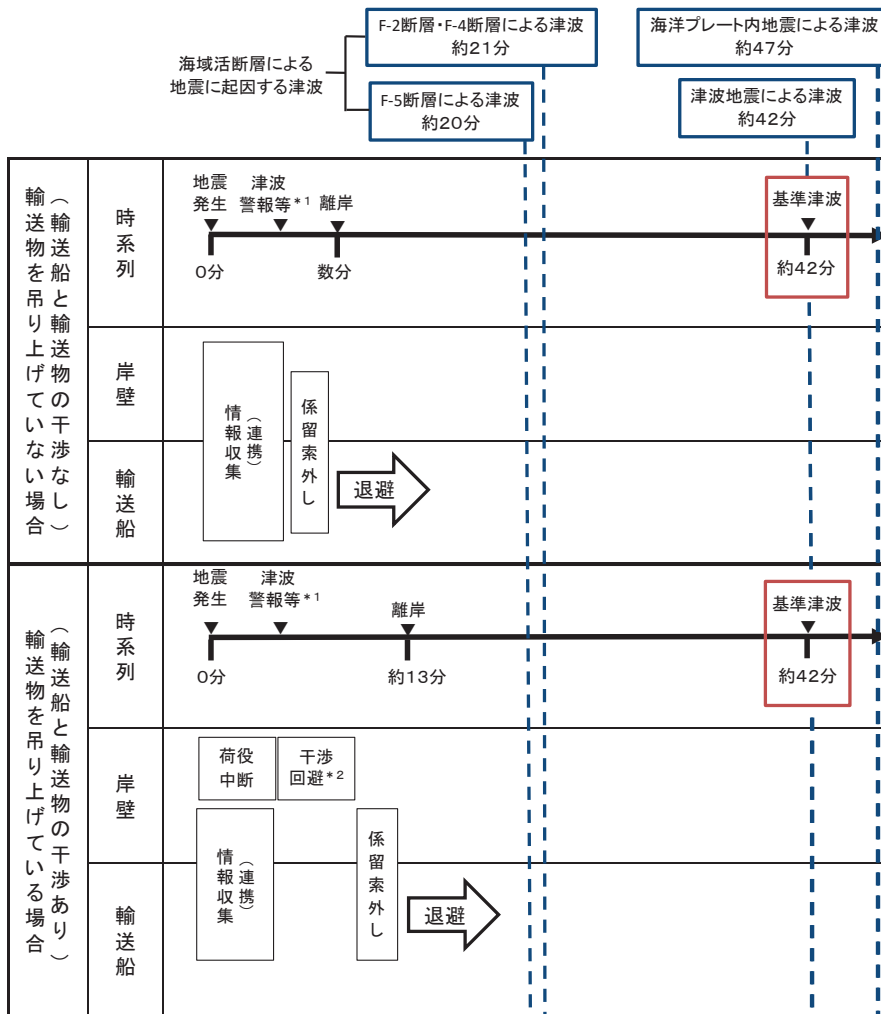 海域活断層による
地震に起因する津波
F-2断層・F-4断層による津波
約21分
F-5断層による津波
約20分
海洋プレート内地震による津波
約47分
津波地震による津波
約42分
輸送物を吊り上げていない場合
（輸送船と輸送物の干渉なし）
時系列
地震
発生
津波
警報等*1
離岸
基準津波
0分
数分
約42分
岸壁
輸送船
情報収集
（連携）
係留索外し
退避
輸送物を吊り上げている場合
（輸送船と輸送物の干渉あり）
時系列
地震
発生
津波
警報等*1
離岸
基準津波
0分
約13分
約42分
岸壁
輸送船
荷役
中断
干渉
回避*2
情報収集
（連携）
係留索外し
退避